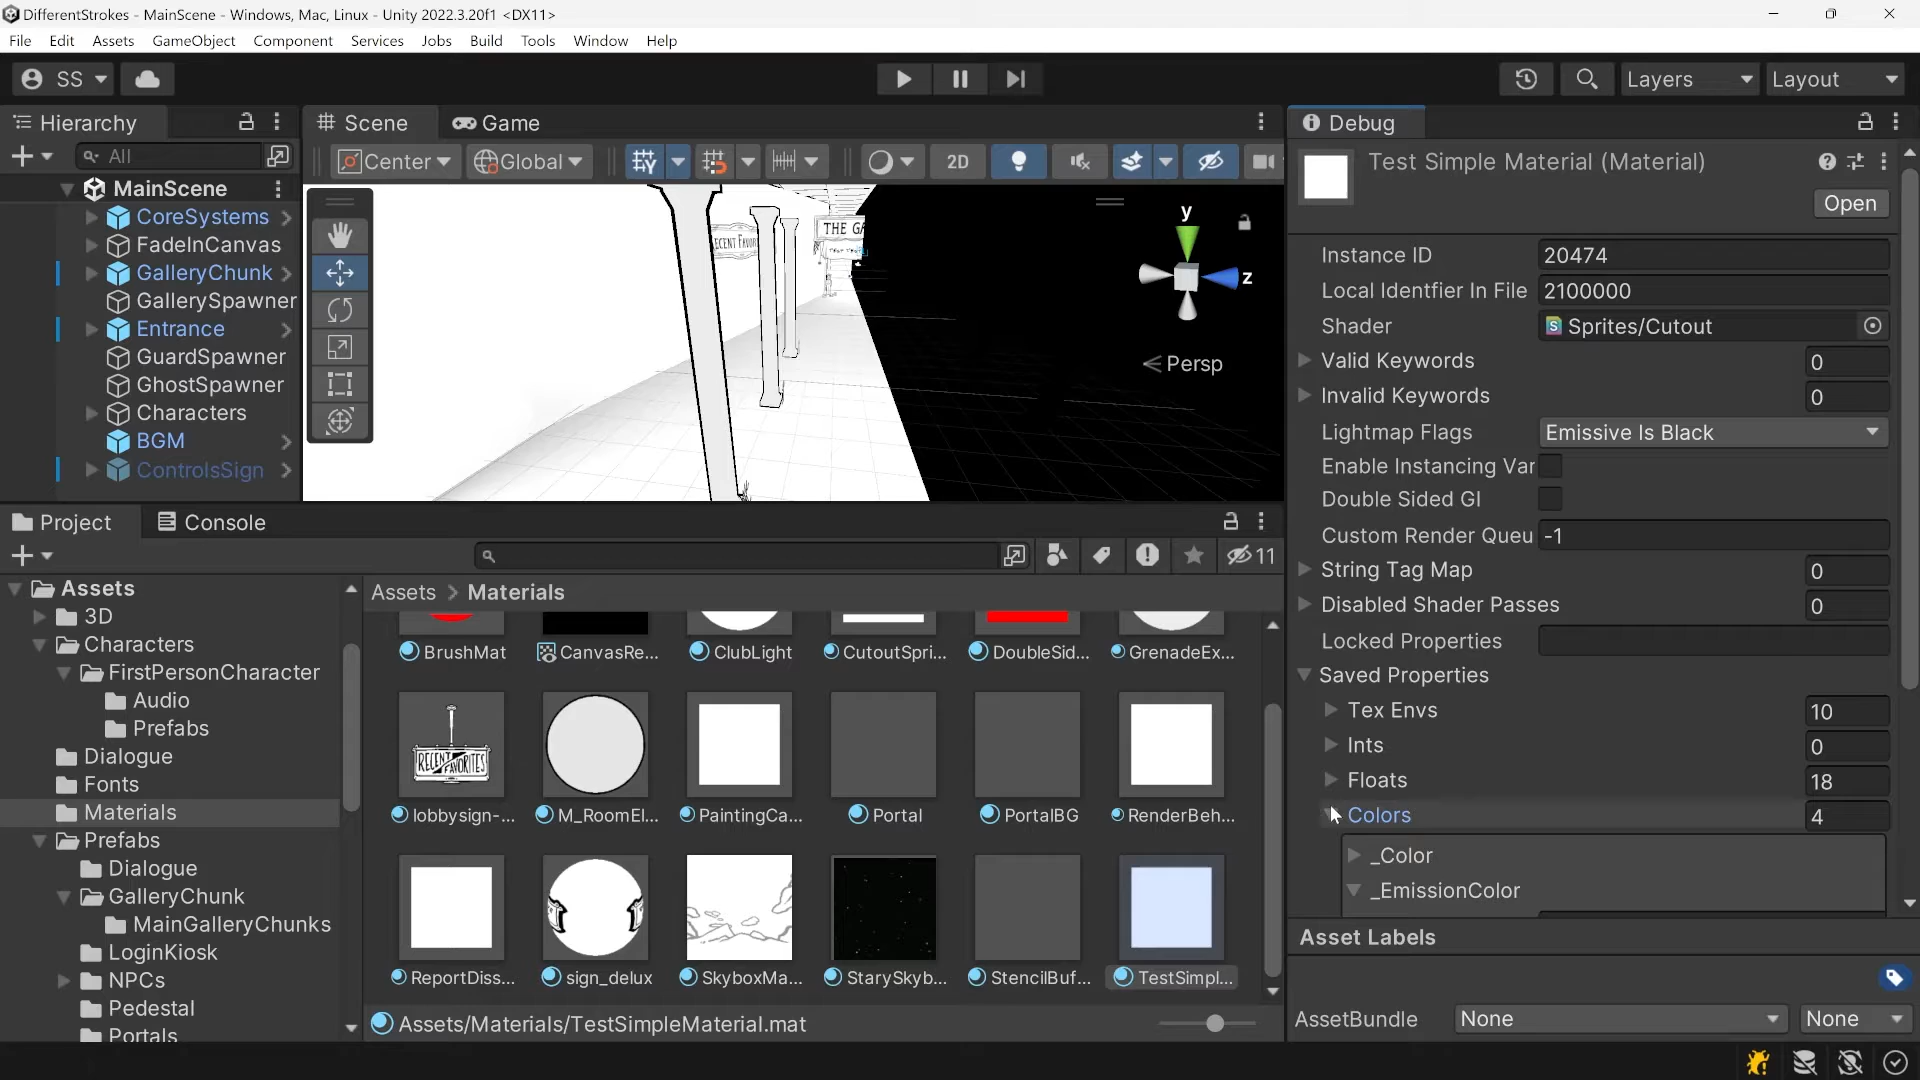 DifferentStrokes - MainScene - Windows, Mac, Linux - Unity 2022.3.20f1 <DX11>
File Edit Assets GameObject Component Services Jobs Build Tools Window Help
SS
Layers
Layout
Hierarchy
All
MainScene
CoreSystems
FadeInCanvas
GalleryChunk
GallerySpawner
Entrance
GuardSpawner
GhostSpawner
Characters
BGM
ControlsSign
Scene
Game
Center
Global
2D
RECENT FAVOR
THE GA
y
z
Persp
Project
Console
11
Assets
3D
Characters
FirstPersonCharacter
Audio
Prefabs
Dialogue
Fonts
Materials
Prefabs
Dialogue
GalleryChunk
MainGalleryChunks
LoginKiosk
NPCs
Pedestal
Portals
Assets > Materials
BrushMat
CanvasRe...
ClubLight
CutoutSpri...
DoubleSid...
GrenadeEx...
RECENT FAVORITES
lobbysign-...
M_RoomEl...
PaintingCa...
Portal
PortalBG
RenderBeh...
ReportDiss...
sign_delux
SkyboxMa...
StarySkyb...
StencilBuf...
TestSimpl...
Assets/Materials/TestSimpleMaterial.mat
Debug
Test Simple Material (Material)
Open
Instance ID 20474
Local Identfier In File 2100000
Shader Sprites/Cutout
Valid Keywords 0
Invalid Keywords 0
Lightmap Flags Emissive Is Black
Enable Instancing Var
Double Sided GI
Custom Render Queu -1
String Tag Map 0
Disabled Shader Passes 0
Locked Properties
Saved Properties
Tex Envs 10
Ints 0
Floats 18
Colors 4
_Color
_EmissionColor
Asset Labels
AssetBundle None None